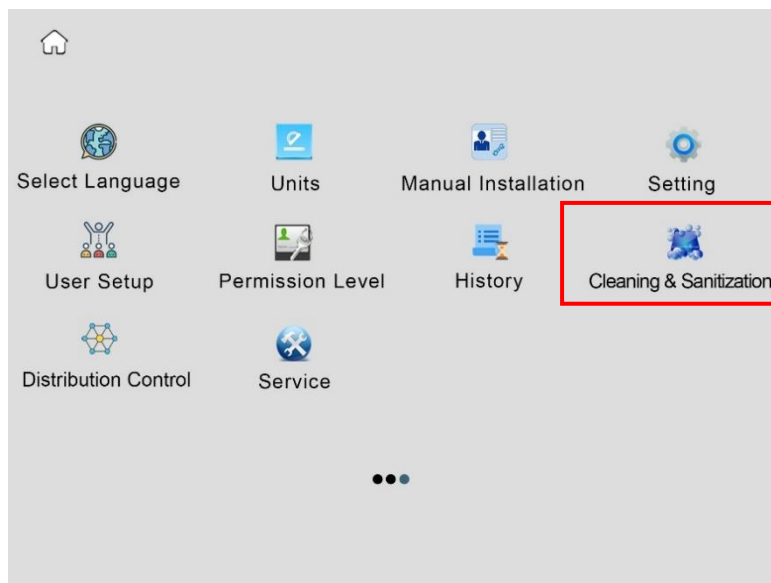 Select Language
Units
Manual Installation
Setting
User Setup
Permission Level
History
Cleaning & Sanitization
Distribution Control
Service